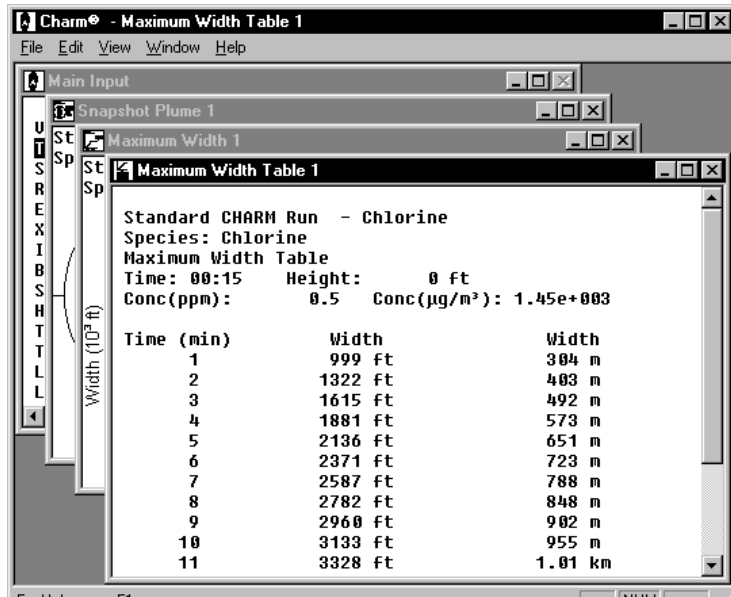 Charm® - Maximum Width Table 1
File Edit View Window Help
Main Input
Snapshot Plume 1
Maximum Width 1
Maximum Width Table 1
U
T
S
R
E
X
I
B
S
H
T
T
L
L
St
Sp
St
Sp
Width (10³ ft)
Standard CHARM Run - Chlorine
Species: Chlorine
Maximum Width Table
Time: 00:15 Height: 0 ft
Conc(ppm): 0.5 Conc(µg/m³): 1.45e+003
Time (min) Width Width
1 999 ft 304 m
2 1322 ft 403 m
3 1615 ft 492 m
4 1881 ft 573 m
5 2136 ft 651 m
6 2371 ft 723 m
7 2587 ft 788 m
8 2782 ft 848 m
9 2960 ft 902 m
10 3133 ft 955 m
11 3328 ft 1.01 km